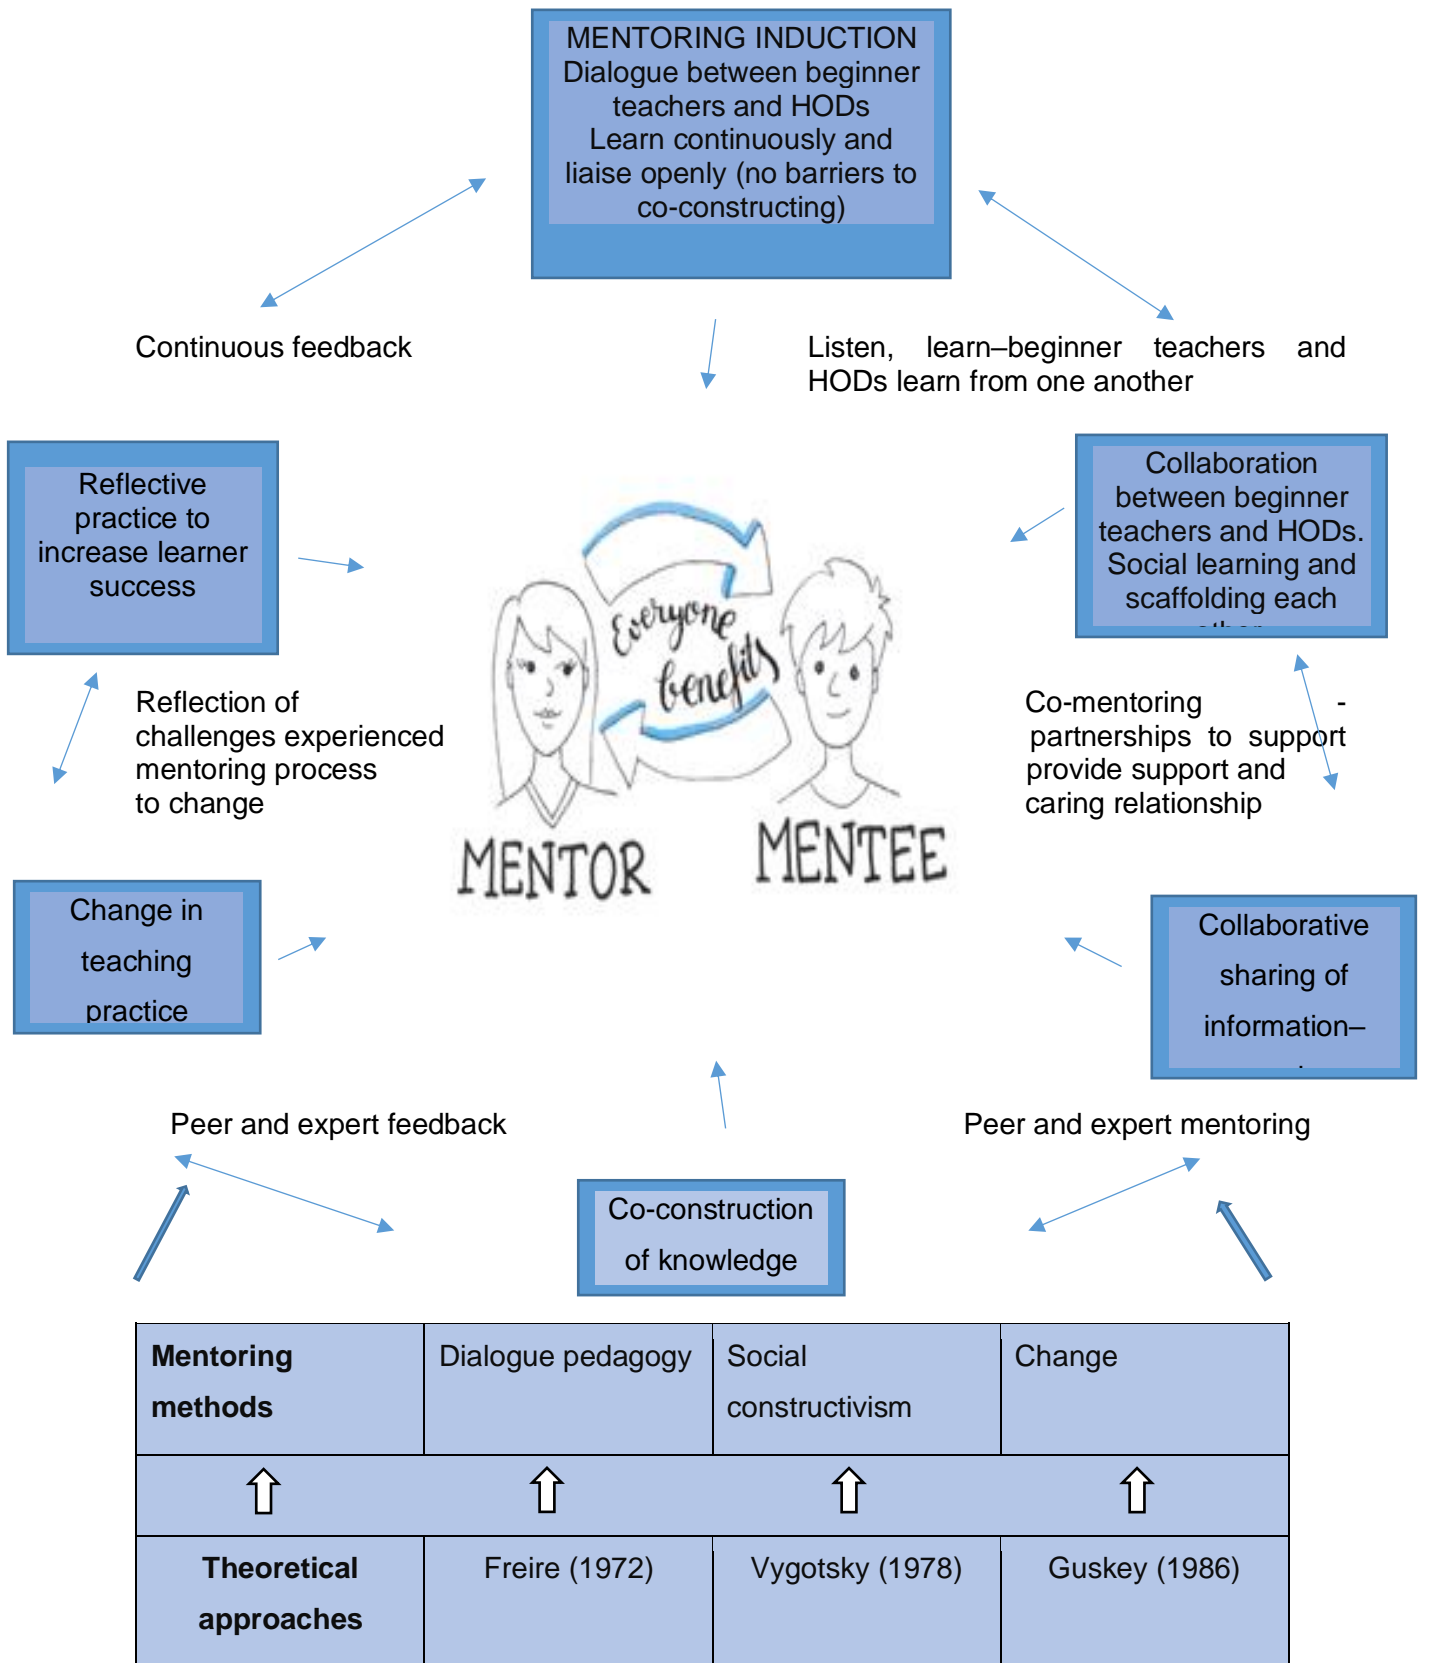 MENTORING INDUCTION
Dialogue between beginner
teachers and HODs
Learn continuously and
liaise openly (no barriers to
co-constructing)
Continuous feedback
Listen, learn–beginner teachers and
HODs learn from one another
Reflective
practice to
increase learner
success
Collaboration
between beginner
teachers and HODs.
Social learning and
scaffolding each
Everyone
benefits
Reflection of
challenges experienced
mentoring process
to change
Co-mentoring -
partnerships to support
provide support and
caring relationship
MENTOR
MENTEE
Change in
teaching
practice
Collaborative
sharing of
information–
Peer and expert feedback
Peer and expert mentoring
Co-construction
of knowledge
Mentoring
methods
Dialogue pedagogy
Social
constructivism
Change
Theoretical
approaches
Freire (1972)
Vygotsky (1978)
Guskey (1986)